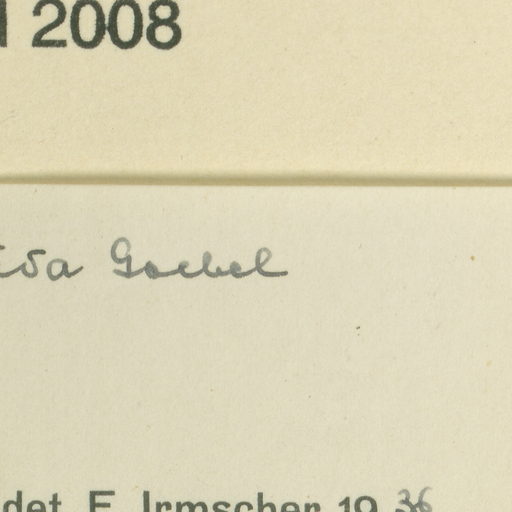 2008
Goebel
det. E. Irmscher 1936